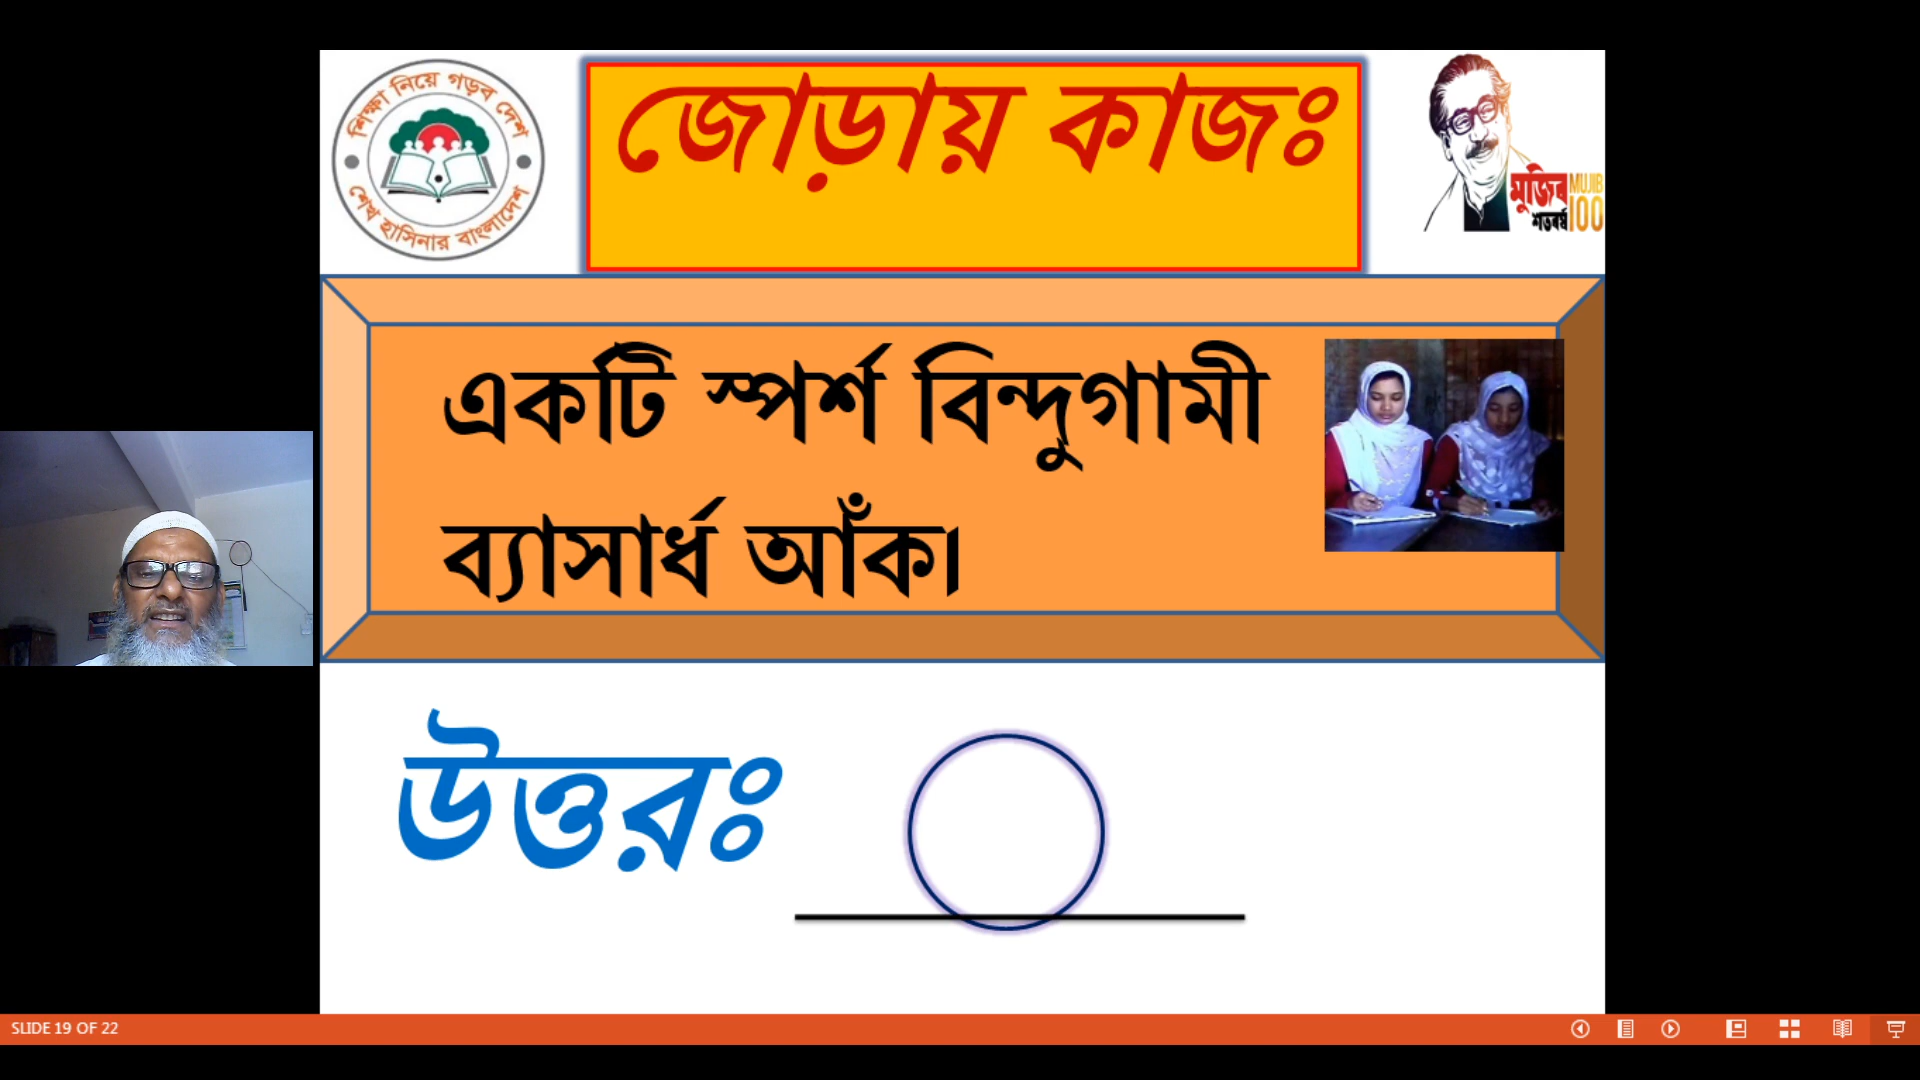 শিক্ষা নিয়ে গড়ব দেশ
শেখ হাসিনার বাংলাদেশ
জোড়ায় কাজঃ
মুজিব
শতবর্ষ
MUJIB
100
একটি স্পর্শ বিন্দুগামী
ব্যাসার্ধ আঁক।
উত্তরঃ
SLIDE 19 OF 22